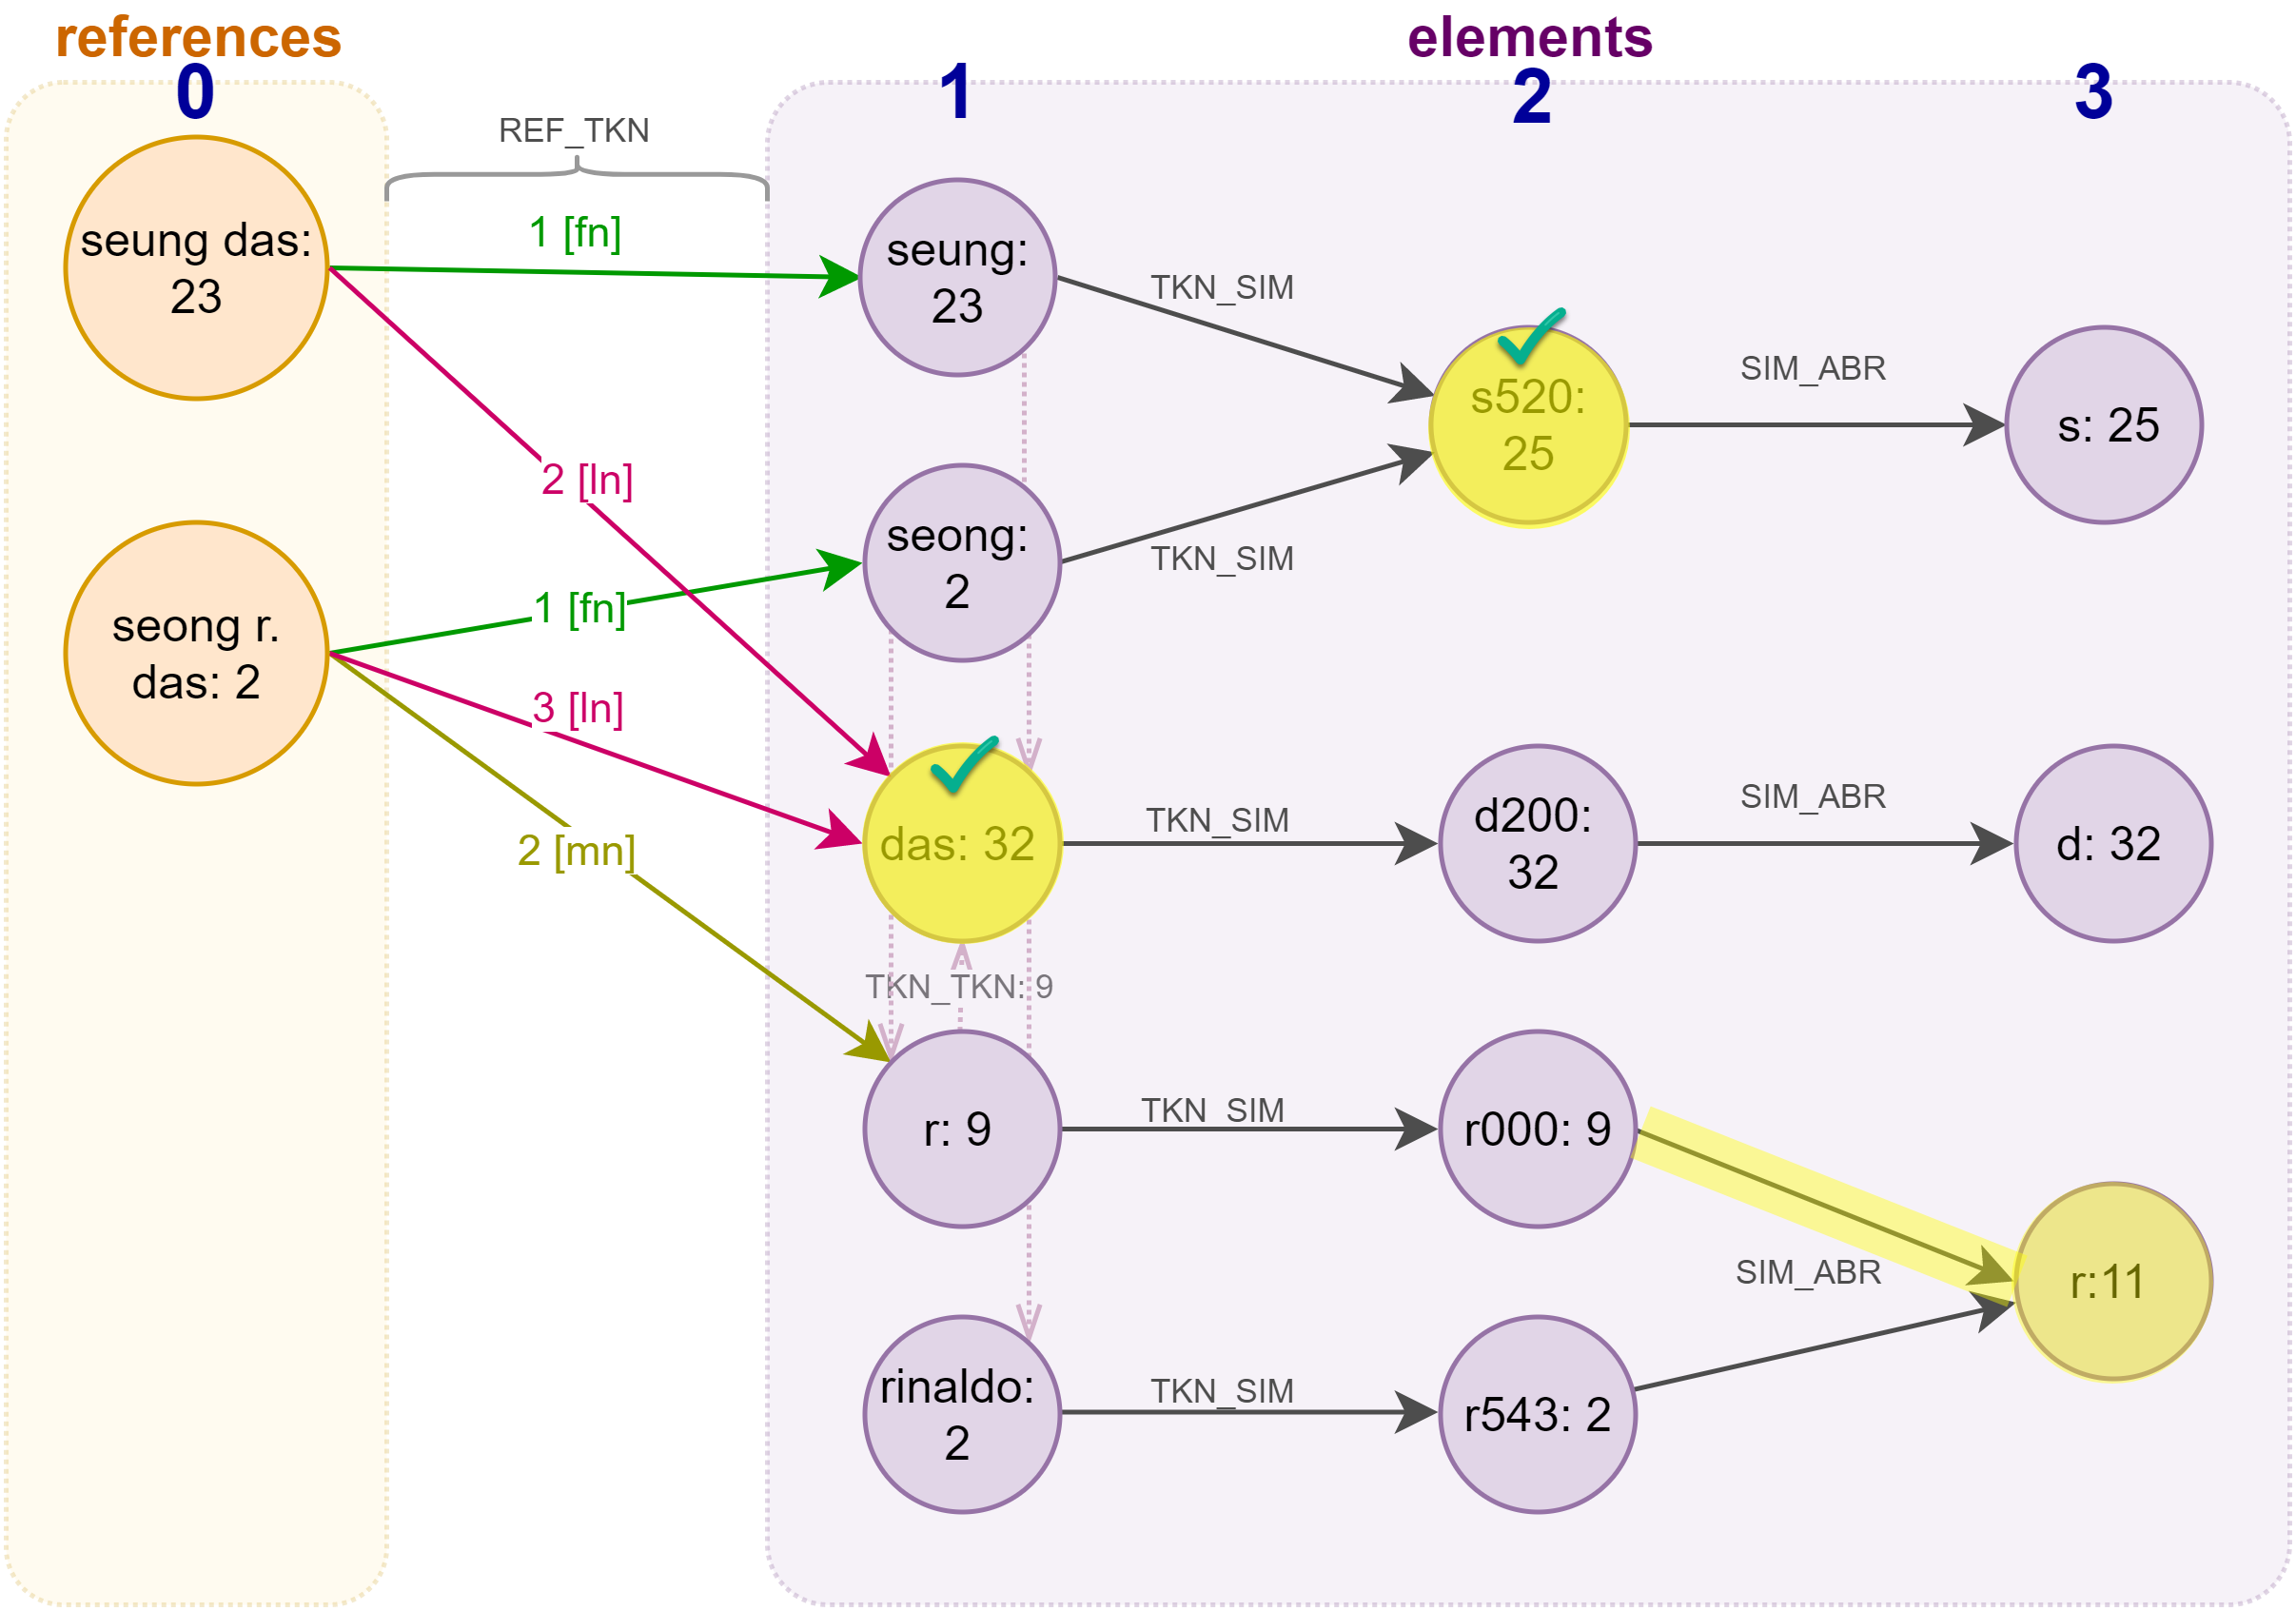 references
elements
0
1
2
3
REF_TKN
seung das:
23
1 [fn]
seung:
23
TKN_SIM
s520:
25
SIM_ABR
s: 25
2 [ln]
seong r.
das: 2
1 [fn]
seong:
2
TKN_SIM
3 [ln]
2 [mn]
das: 32
TKN_SIM
d200:
32
SIM_ABR
d: 32
TKN_TKN: 9
r: 9
TKN_SIM
r000: 9
SIM_ABR
r:11
rinaldo:
2
TKN_SIM
r543: 2